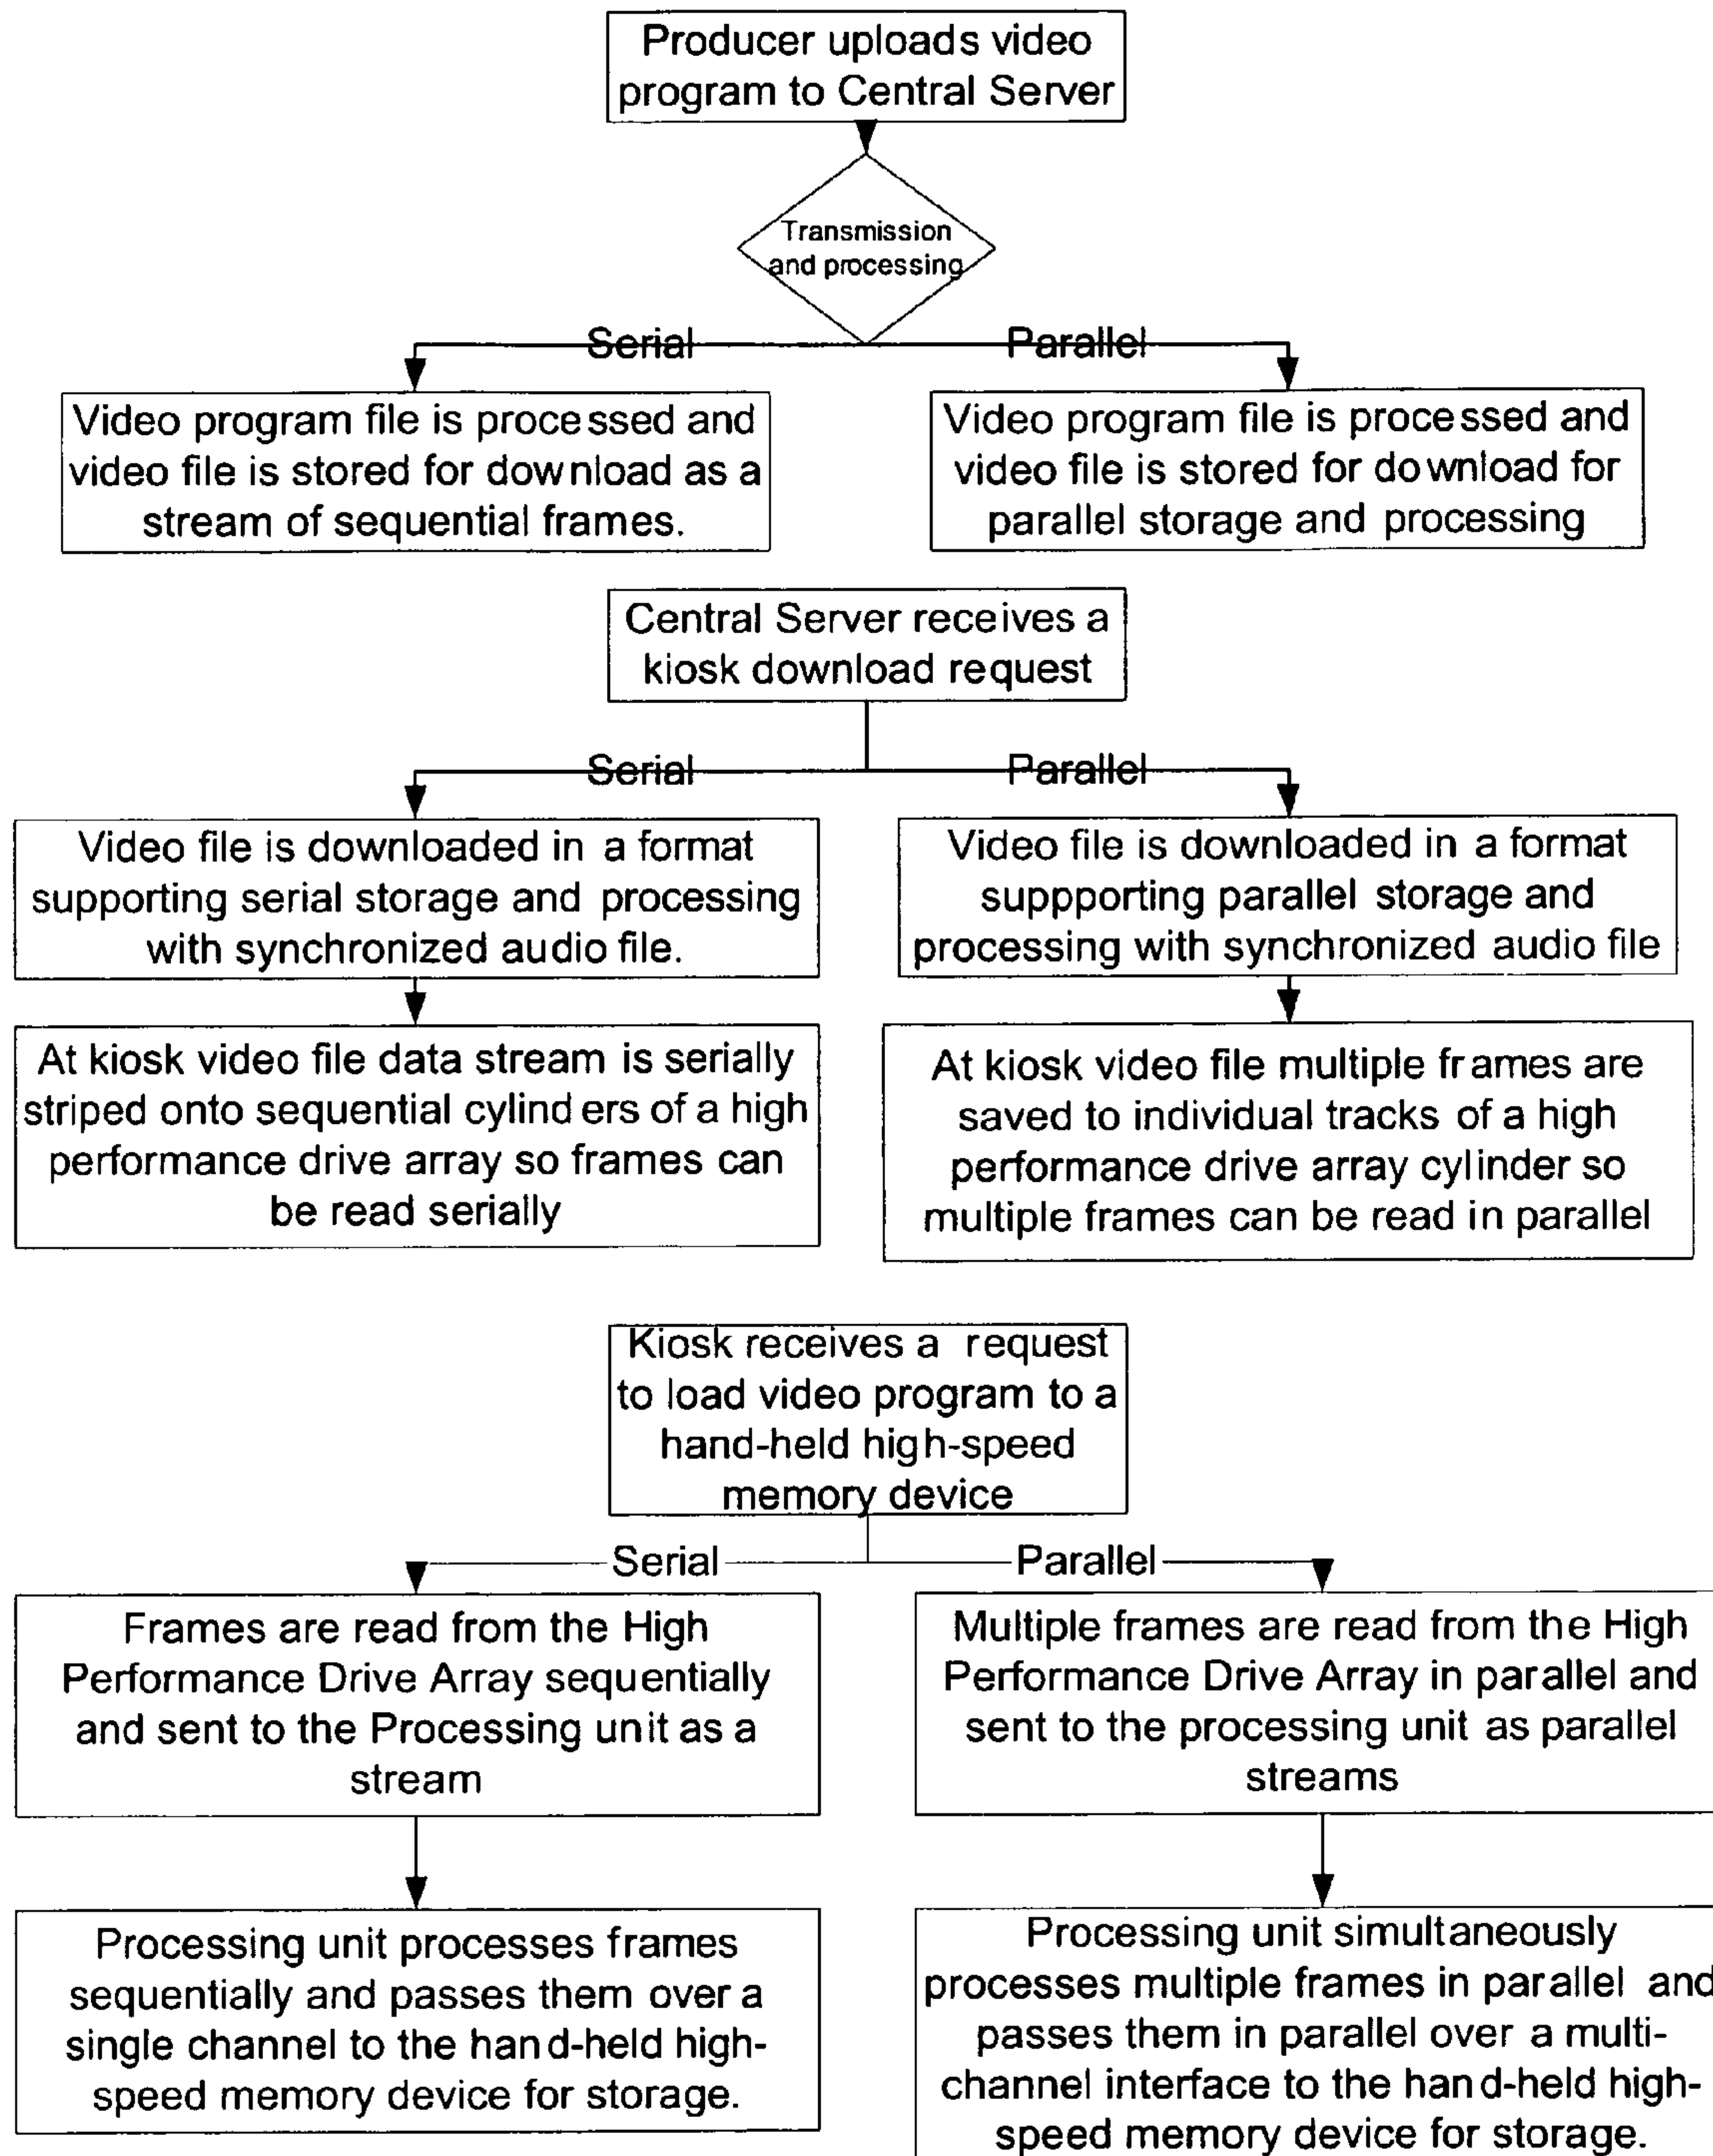 Producer uploads video
program to Central Server
Transmission
and processing
Serial
Parallel
Video program file is processed and
video file is stored for download as a
stream of sequential frames.
Video program file is processed and
video file is stored for download for
parallel storage and processing
Central Server receives a
kiosk download request
Serial
Parallel
Video file is downloaded in a format
supporting serial storage and processing
with synchronized audio file.
Video file is downloaded in a format
suppporting parallel storage and
processing with synchronized audio file
At kiosk video file data stream is serially
striped onto sequential cylinders of a high
performance drive array so frames can
be read serially
At kiosk video file multiple frames are
saved to individual tracks of a high
performance drive array cylinder so
multiple frames can be read in parallel
Kiosk receives a request
to load video program to a
hand-held high-speed
memory device
Serial
Parallel
Frames are read from the High
Performance Drive Array sequentially
and sent to the Processing unit as a
stream
Multiple frames are read from the High
Performance Drive Array in parallel and
sent to the processing unit as parallel
streams
Processing unit processes frames
sequentially and passes them over a
single channel to the hand-held high-
speed memory device for storage.
Processing unit simultaneously
processes multiple frames in parallel and
passes them in parallel over a multi-
channel interface to the hand-held high-
speed memory device for storage.